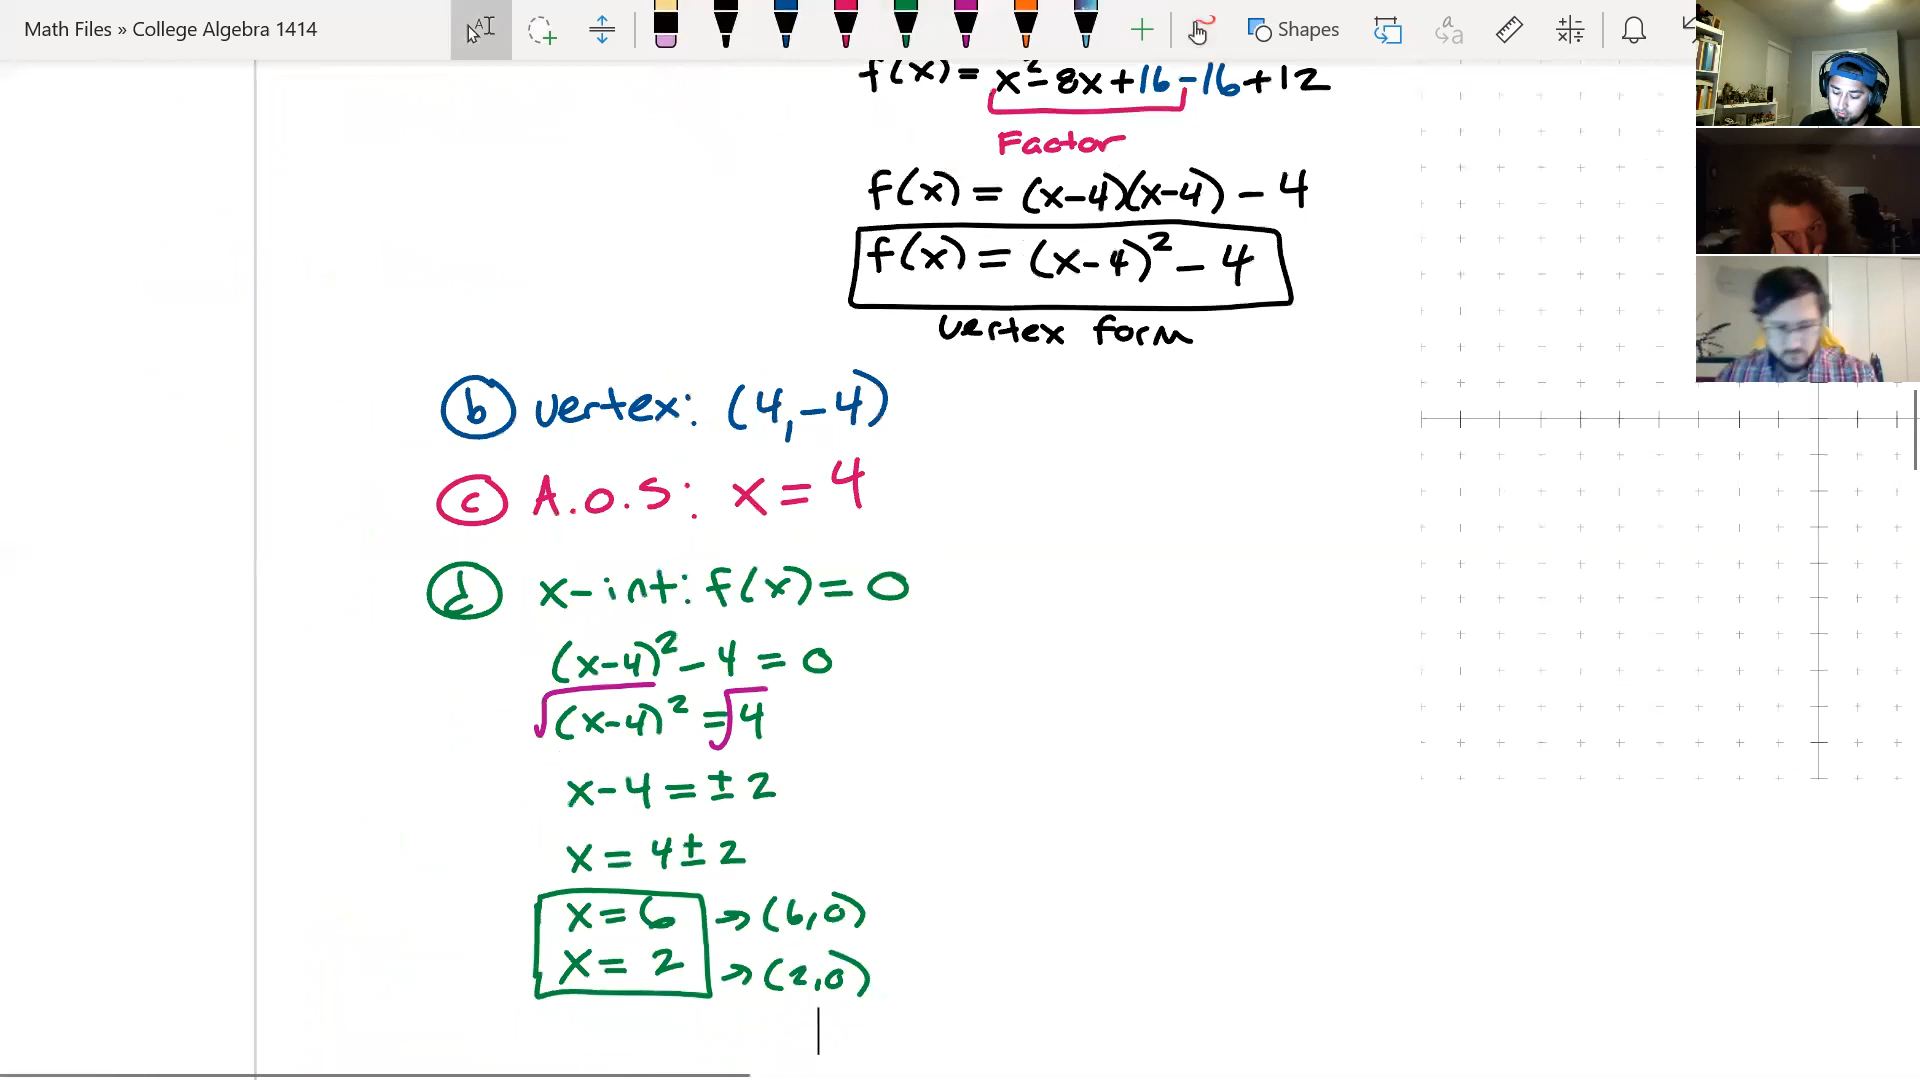 Math Files » College Algebra 1414
Shapes
f(x) = x² - 8x + 16 - 16 + 12
Factor
f(x) = (x-4)(x-4) - 4
f(x) = (x-4)² - 4
vertex form
b vertex: (4,-4)
c A.O.S: x = 4
d x-int: f(x) = 0
(x-4)² - 4 = 0
√(x-4)² = √4
x - 4 = ± 2
x = 4 ± 2
x = 6 → (6,0)
x = 2 → (2,0)